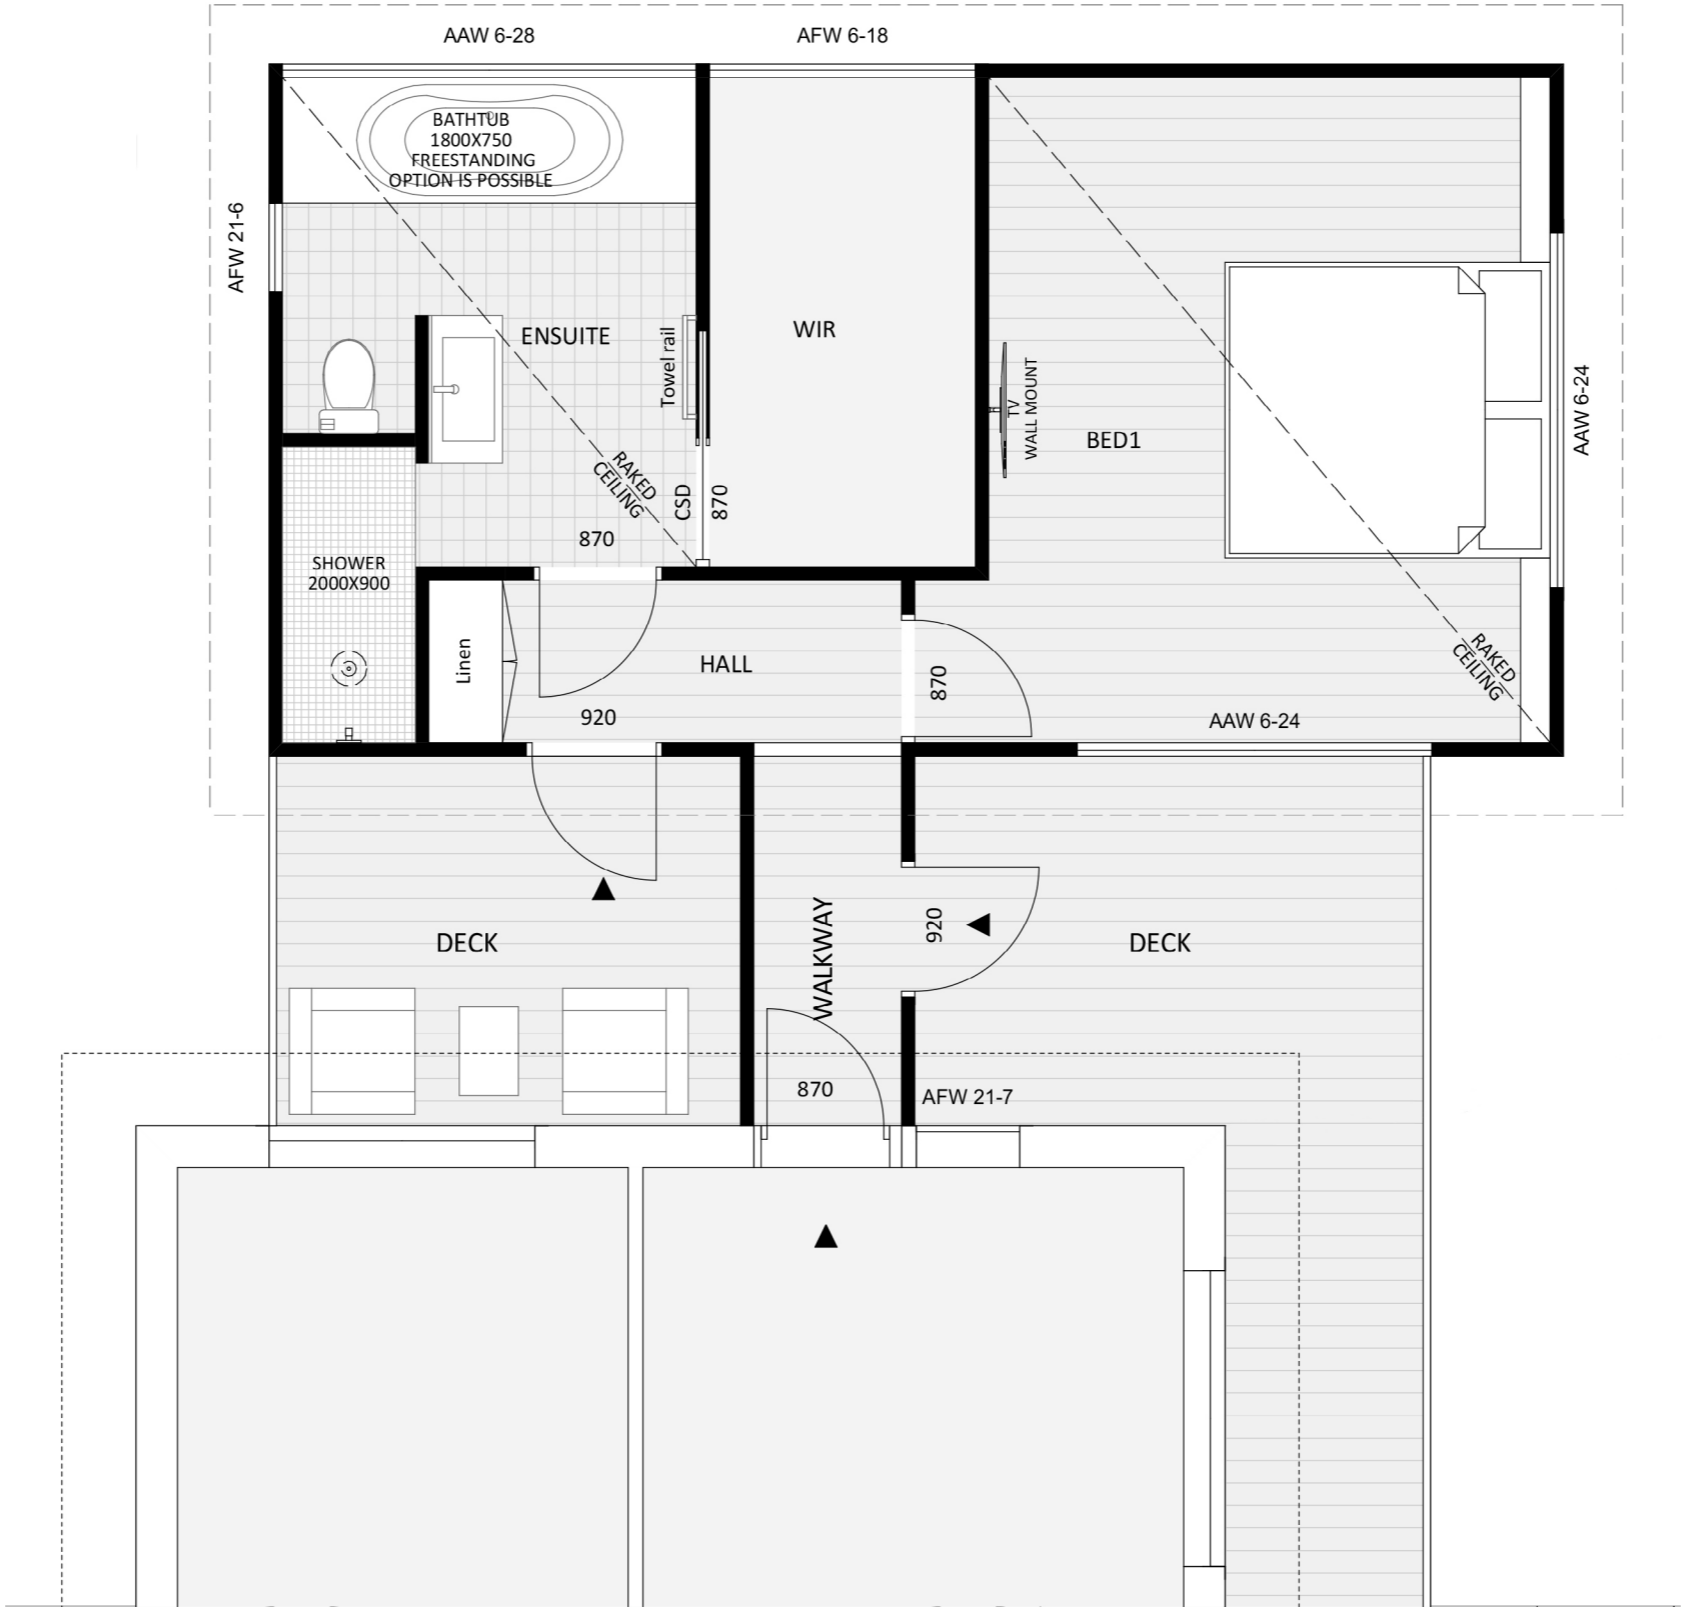 AAW 6-28
AFW 6-18
BATHTUB
1800X750
FREESTANDING
OPTION IS POSSIBLE
AFW 21-6
ENSUITE
Towel rail
WIR
TV
WALL MOUNT
BED1
AAW 6-24
RAKED
CEILING
CSD
870
870
SHOWER
2000X900
Linen
HALL
870
920
AAW 6-24
RAKED
CEILING
DECK
WALKWAY
920
DECK
870
AFW 21-7